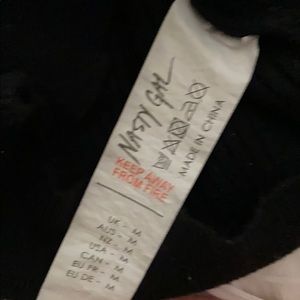 NASTY GAL
KEEP AWAY
FROM FIRE
MADE IN CHINA
UK - M
AUS - M
NZ - M
USA - M
CAN - M
EU FR - M
EU DE - M